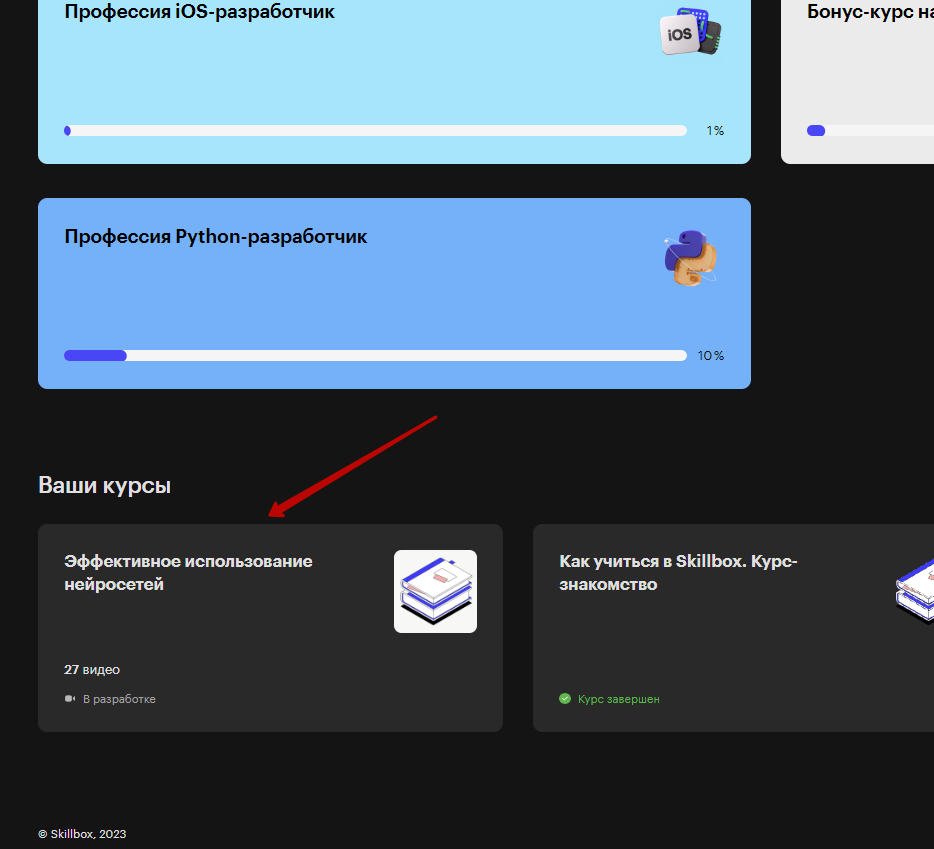 Профессия iOS-разработчик
iOS
Бонус-курс
1%
Профессия Python-разработчик
10%
Ваши курсы
Эффективное использование
нейросетей
27 видео
В разработке
Как учиться в Skillbox. Курс-
знакомство
Курс завершен
© Skillbox, 2023